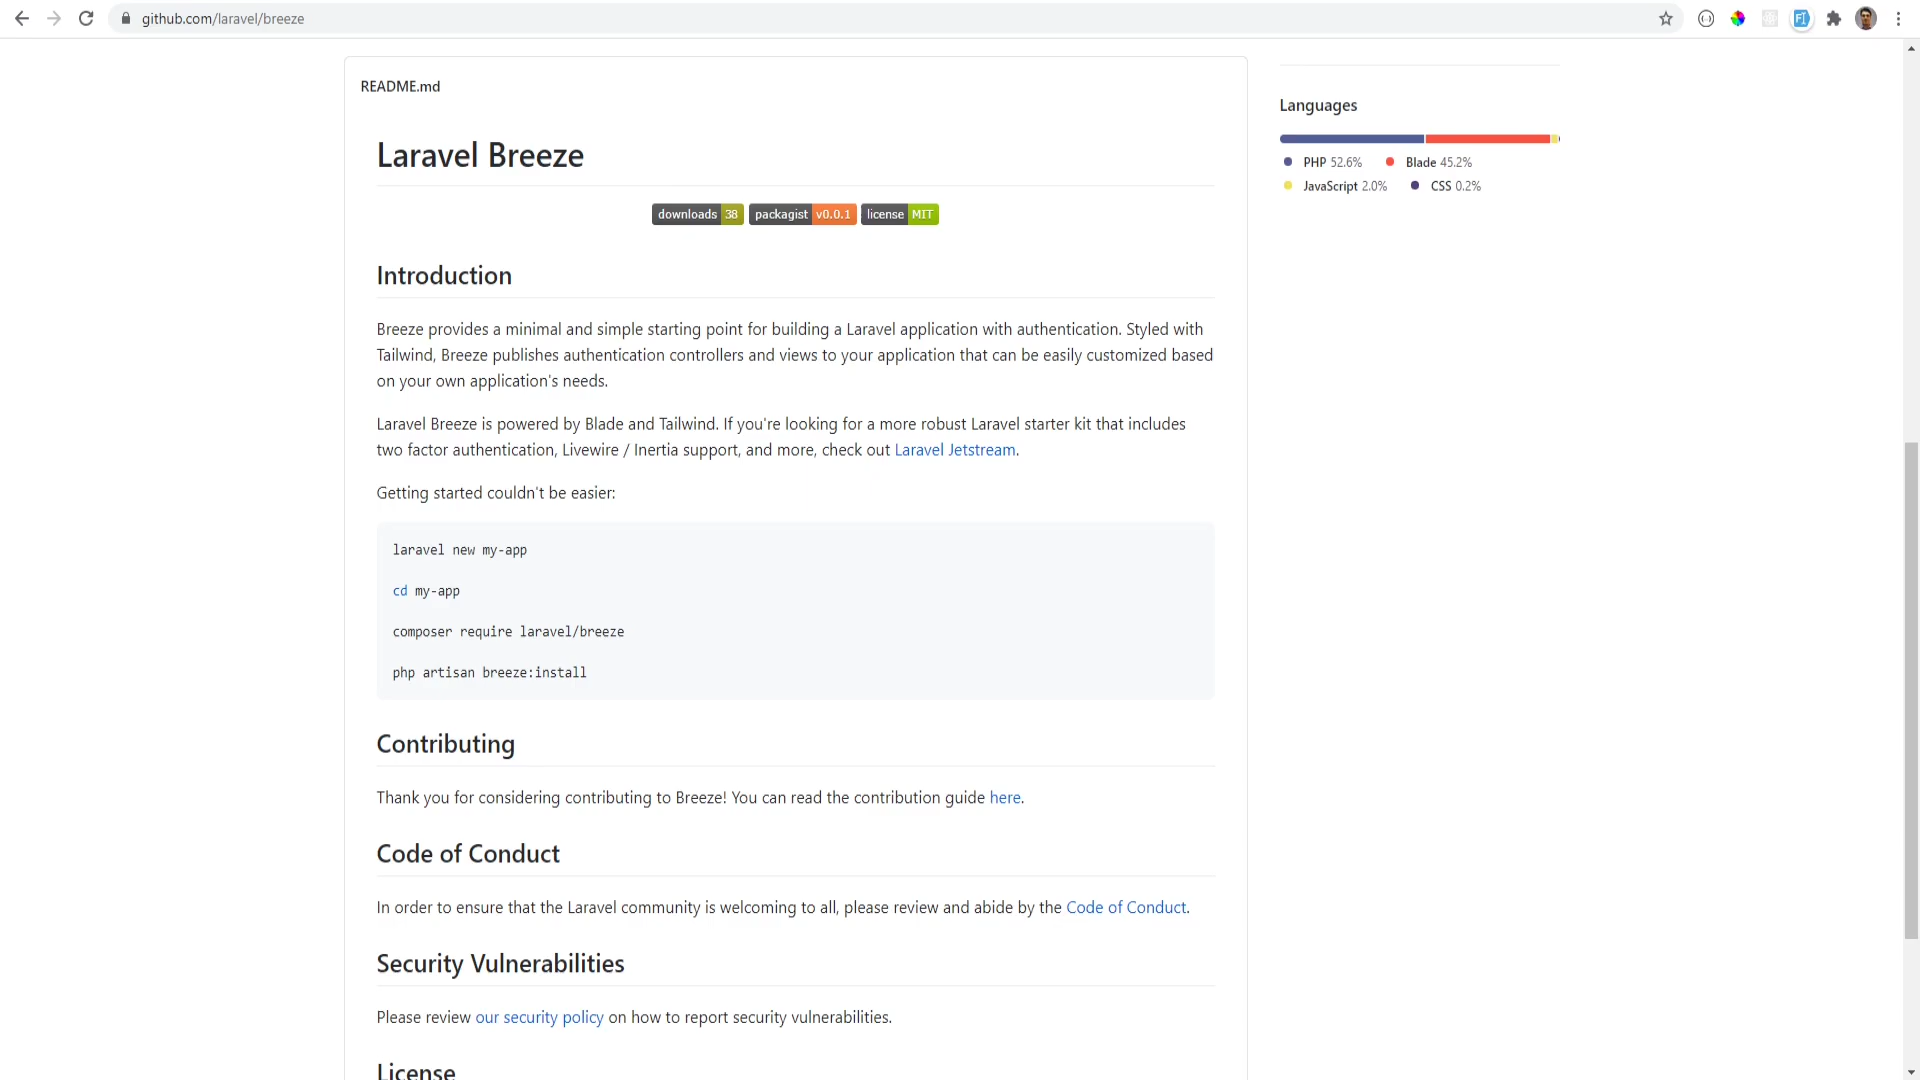 github.com/laravel/breeze
README.md
Laravel Breeze
downloads 38 packagist v0.0.1 license MIT
Introduction
Breeze provides a minimal and simple starting point for building a Laravel application with authentication. Styled with
Tailwind, Breeze publishes authentication controllers and views to your application that can be easily customized based
on your own application's needs.
Laravel Breeze is powered by Blade and Tailwind. If you're looking for a more robust Laravel starter kit that includes
two factor authentication, Livewire / Inertia support, and more, check out Laravel Jetstream.
Getting started couldn't be easier:
laravel new my-app
cd my-app
composer require laravel/breeze
php artisan breeze:install
Contributing
Thank you for considering contributing to Breeze! You can read the contribution guide here.
Code of Conduct
In order to ensure that the Laravel community is welcoming to all, please review and abide by the Code of Conduct.
Security Vulnerabilities
Please review our security policy on how to report security vulnerabilities.
License
Languages
PHP 52.6% Blade 45.2%
JavaScript 2.0% CSS 0.2%